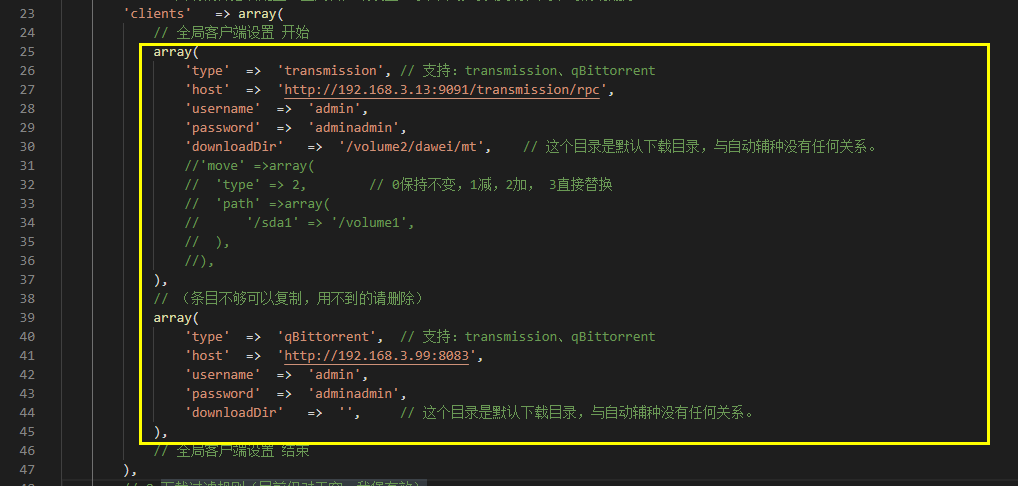 23 'clients' => array(
24 // 全局客户端设置 开始
25 array(
26 'type' => 'transmission', // 支持：transmission、qBittorrent
27 'host' => 'http://192.168.3.13:9091/transmission/rpc',
28 'username' => 'admin',
29 'password' => 'adminadmin',
30 'downloadDir' => '/volume2/dawei/mt', // 这个目录是默认下载目录，与自动辅种没有任何关系。
31 //'move' =>array(
32 // 'type' => 2, // 0保持不变，1减，2加， 3直接替换
33 // 'path' =>array(
34 // '/sda1' => '/volume1',
35 // ),
36 //),
37 ),
38 // （条目不够可以复制，用不到的请删除）
39 array(
40 'type' => 'qBittorrent', // 支持：transmission、qBittorrent
41 'host' => 'http://192.168.3.99:8083',
42 'username' => 'admin',
43 'password' => 'adminadmin',
44 'downloadDir' => '', // 这个目录是默认下载目录，与自动辅种没有任何关系。
45 ),
46 // 全局客户端设置 结束
47 ),